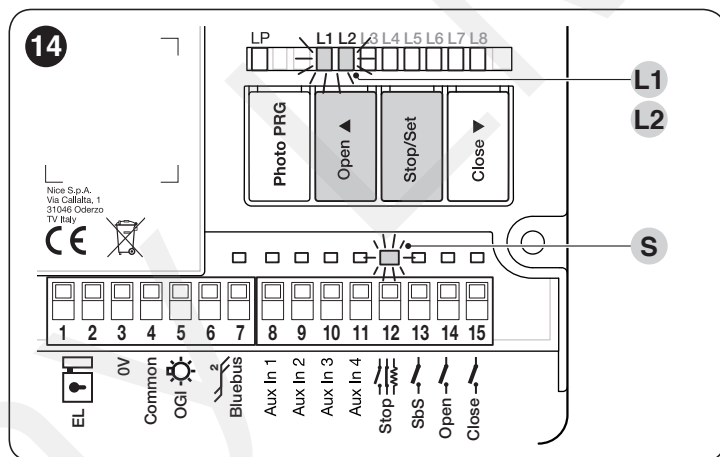 14
LP L1 L2 L3 L4 L5 L6 L7 L8
L1
L2
Photo PRG
Open ▲
Stop/Set
Close ▼
Nice S.p.A.
Via Callalta, 1
31046 Oderzo
TV Italy
CE
S
1 2 3 4 5 6 7 8 9 10 11 12 13 14 15
EL
0V
Common
OGI
2
Bluebus
Aux In 1
Aux In 2
Aux In 3
Aux In 4
Stop
SbS
Open
Close